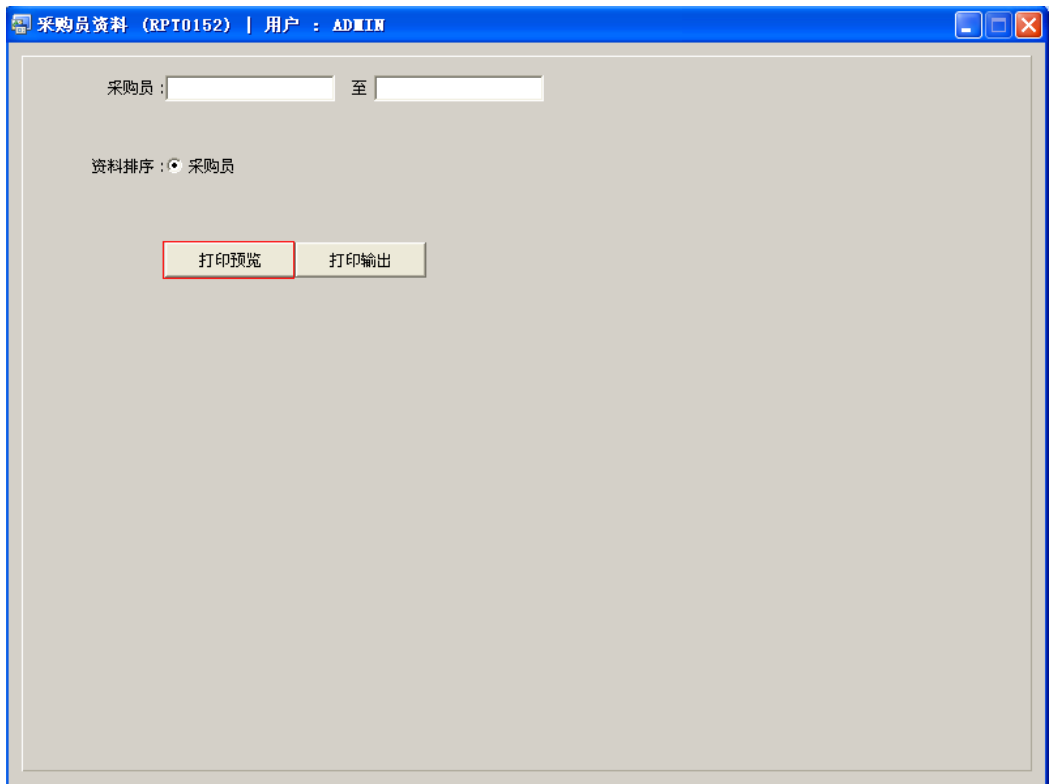 采购员资料 (RPT0152) | 用户 : ADMIN
采购员 : 至
资料排序 : 采购员
打印预览 打印输出